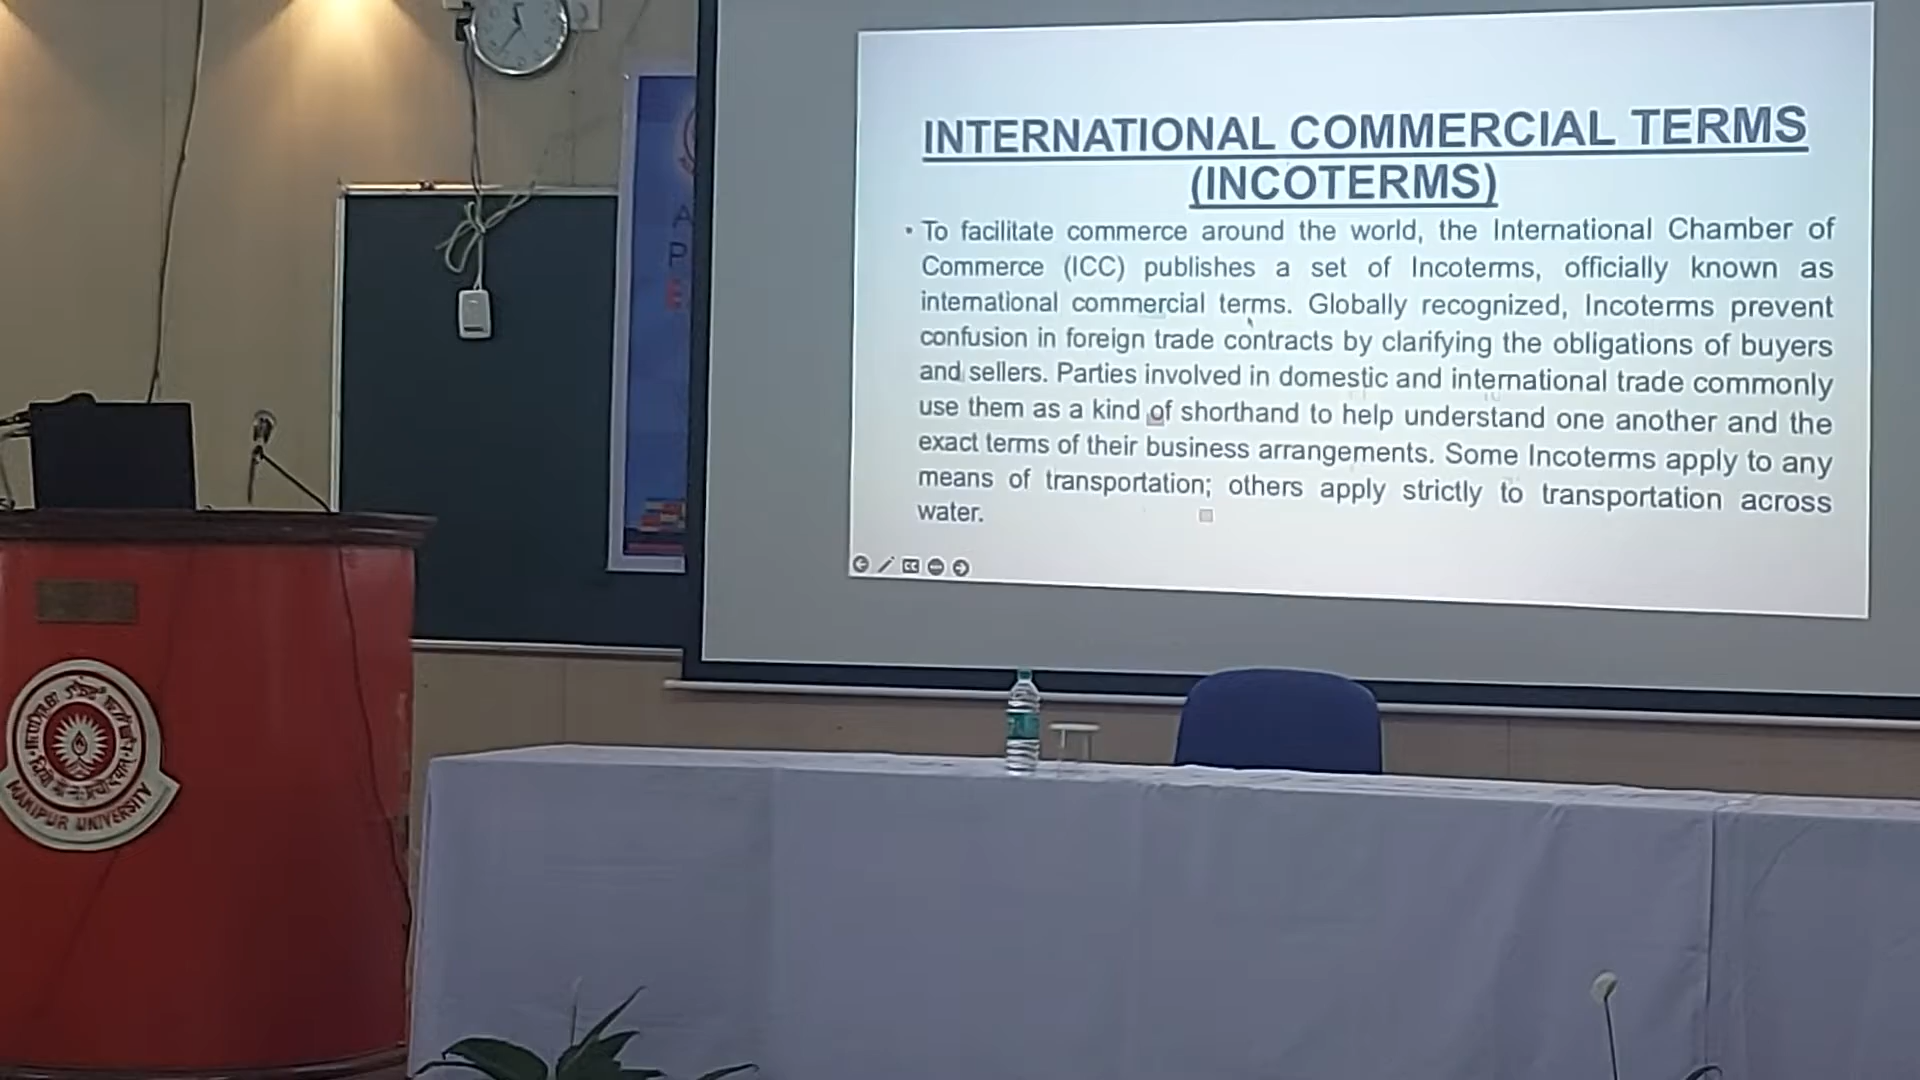 INTERNATIONAL COMMERCIAL TERMS
(INCOTERMS)
• To facilitate commerce around the world, the International Chamber of
Commerce (ICC) publishes a set of Incoterms, officially known as
international commercial terms. Globally recognized, Incoterms prevent
confusion in foreign trade contracts by clarifying the obligations of buyers
and sellers. Parties involved in domestic and international trade commonly
use them as a kind of shorthand to help understand one another and the
exact terms of their business arrangements. Some Incoterms apply to any
means of transportation; others apply strictly to transportation across
water.
CC
A
P
E
MANIPUR UNIVERSITY